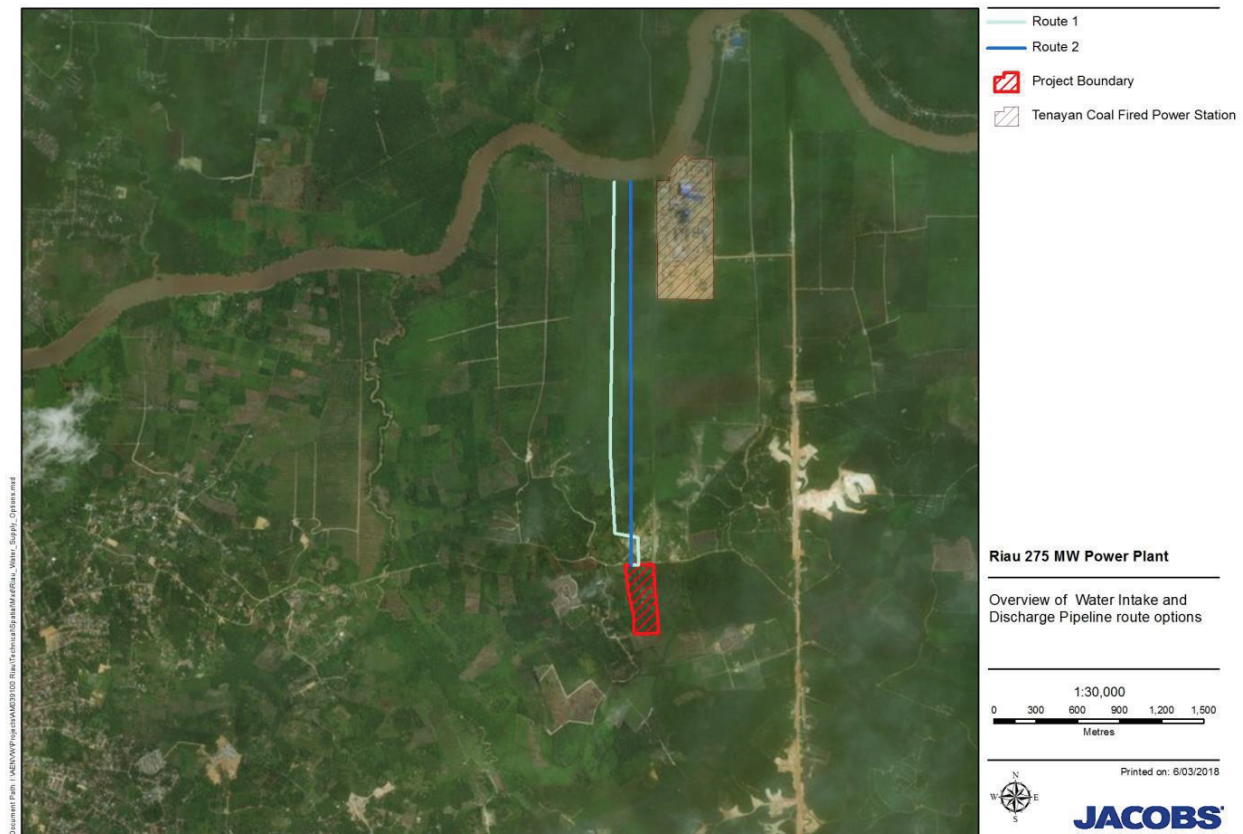 Route 1
Route 2
Project Boundary
Tenayan Coal Fired Power Station
Riau 275 MW Power Plant
Overview of Water Intake and
Discharge Pipeline route options
1:30,000
0 300 600 900 1,200 1,500
Metres
N
W E
S
Printed on: 6/03/2018
JACOBS